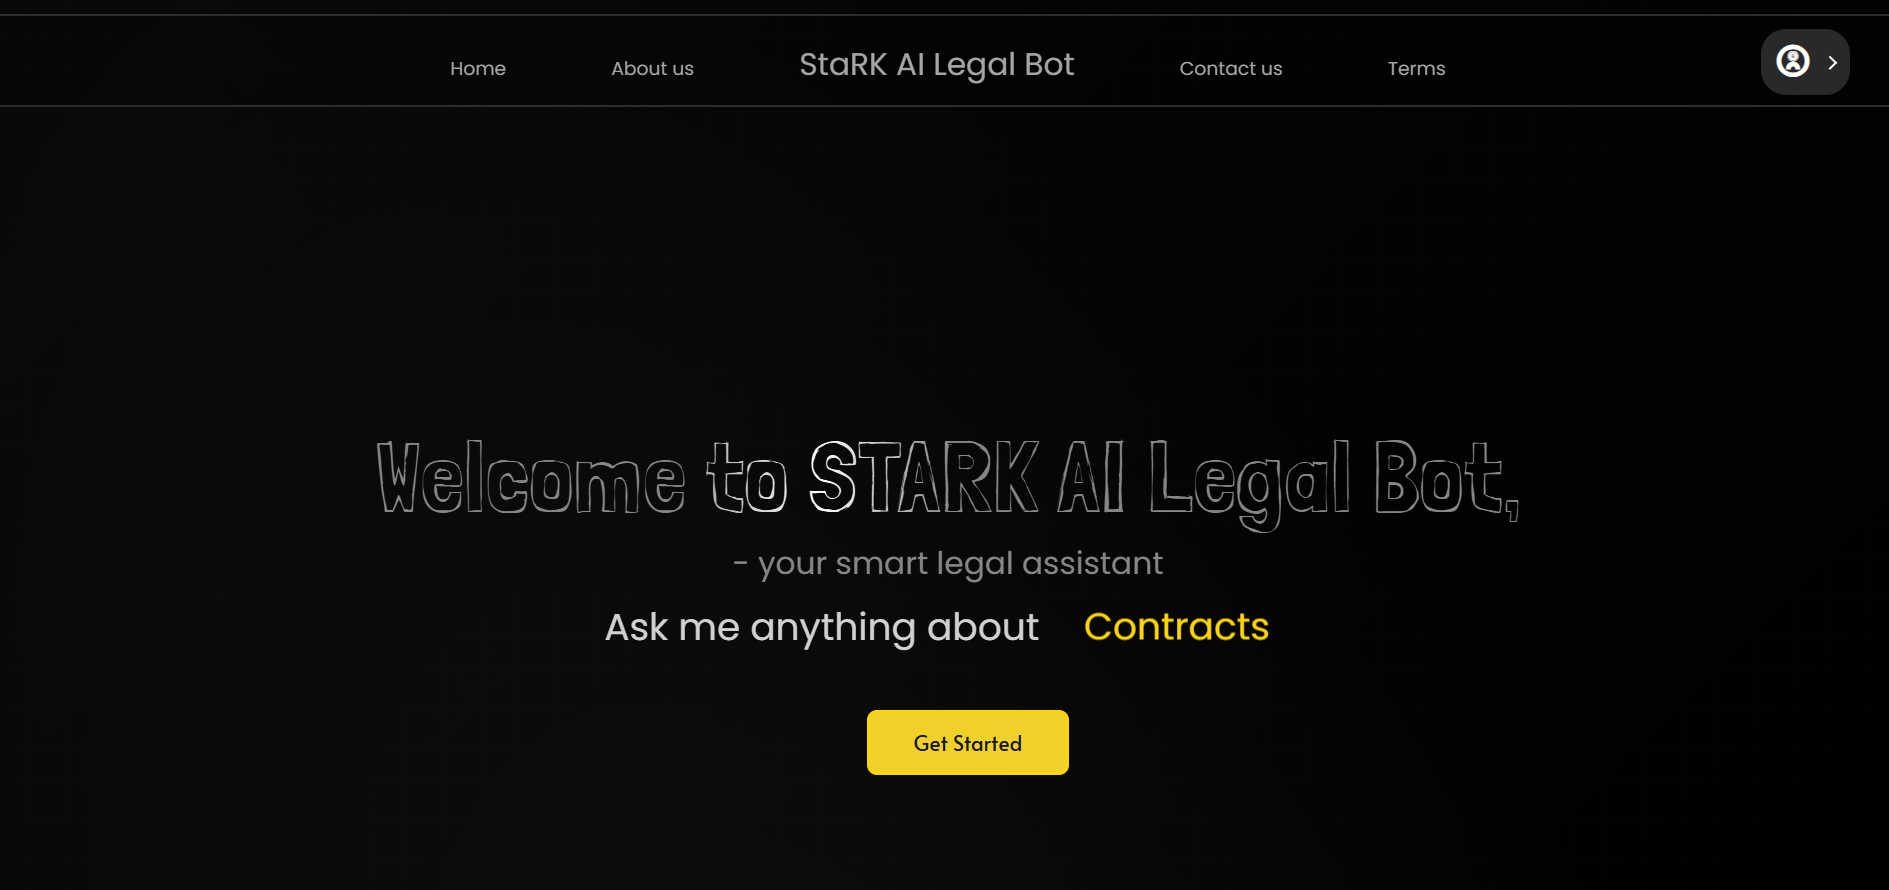 Home About us StaRK AI Legal Bot Contact us Terms
Welcome to STARK AI Legal Bot,
- your smart legal assistant
Ask me anything about Contracts
Get Started